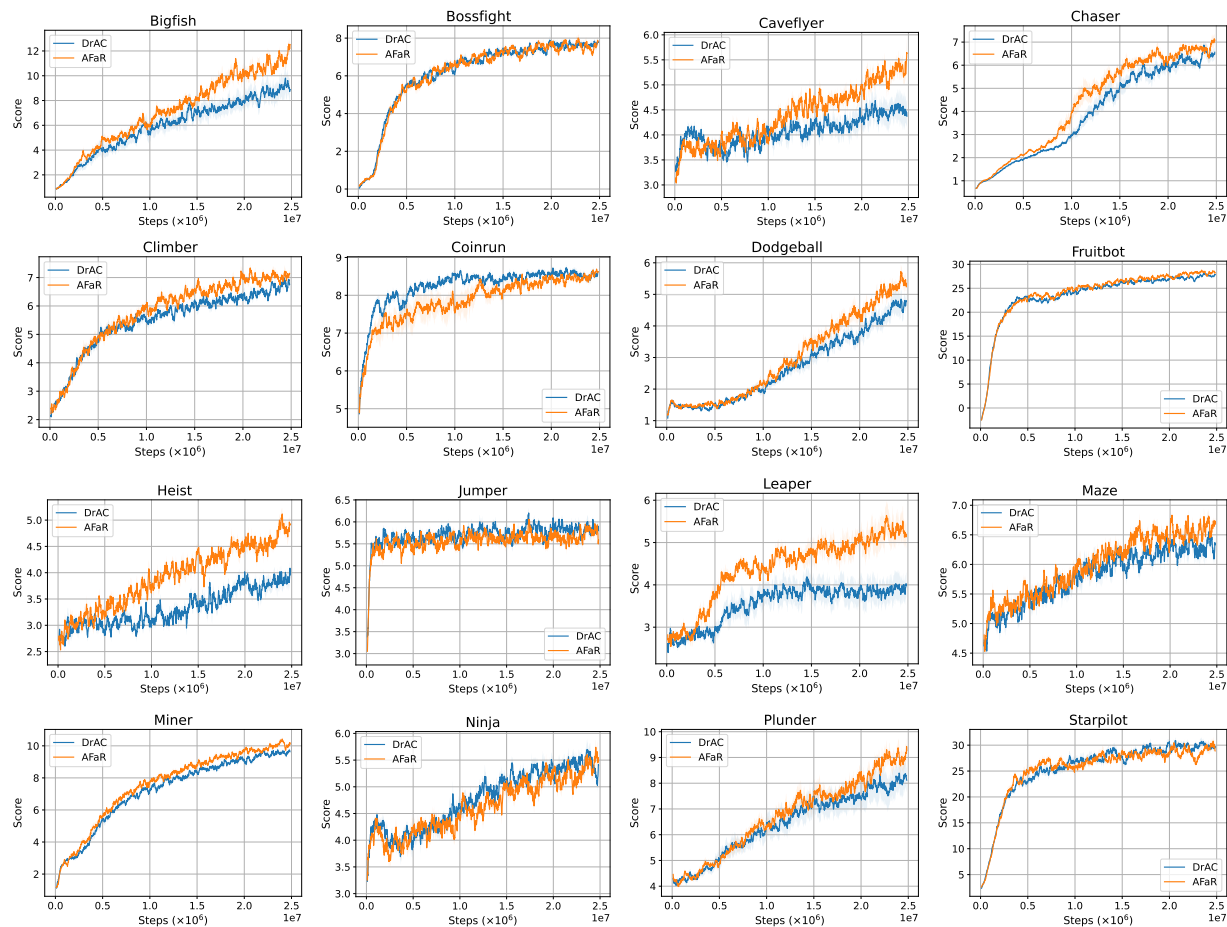 Bigfish
DrAC
AFaR
Score
12
10
8
6
4
2
0.0 0.5 1.0 1.5 2.0 2.5
Steps (×10⁶)
1e7
Bossfight
DrAC
AFaR
Score
8
6
4
2
0
0.0 0.5 1.0 1.5 2.0 2.5
Steps (×10⁶)
1e7
Caveflyer
DrAC
AFaR
Score
6.0
5.5
5.0
4.5
4.0
3.5
3.0
0.0 0.5 1.0 1.5 2.0 2.5
Steps (×10⁶)
1e7
Chaser
DrAC
AFaR
Score
7
6
5
4
3
2
1
0.0 0.5 1.0 1.5 2.0 2.5
Steps (×10⁶)
1e7
Climber
DrAC
AFaR
Score
7
6
5
4
3
2
0.0 0.5 1.0 1.5 2.0 2.5
Steps (×10⁶)
1e7
Coinrun
DrAC
AFaR
Score
9
8
7
6
5
0.0 0.5 1.0 1.5 2.0 2.5
Steps (×10⁶)
1e7
Dodgeball
DrAC
AFaR
Score
6
5
4
3
2
1
0.0 0.5 1.0 1.5 2.0 2.5
Steps (×10⁶)
1e7
Fruitbot
DrAC
AFaR
Score
30
25
20
15
10
5
0
0.0 0.5 1.0 1.5 2.0 2.5
Steps (×10⁶)
1e7
Heist
DrAC
AFaR
Score
5.0
4.5
4.0
3.5
3.0
2.5
0.0 0.5 1.0 1.5 2.0 2.5
Steps (×10⁶)
1e7
Jumper
DrAC
AFaR
Score
6.5
6.0
5.5
5.0
4.5
4.0
3.5
3.0
0.0 0.5 1.0 1.5 2.0 2.5
Steps (×10⁶)
1e7
Leaper
DrAC
AFaR
Score
6
5
4
3
0.0 0.5 1.0 1.5 2.0 2.5
Steps (×10⁶)
1e7
Maze
DrAC
AFaR
Score
7.0
6.5
6.0
5.5
5.0
4.5
0.0 0.5 1.0 1.5 2.0 2.5
Steps (×10⁶)
1e7
Miner
DrAC
AFaR
Score
10
8
6
4
2
0.0 0.5 1.0 1.5 2.0 2.5
Steps (×10⁶)
1e7
Ninja
DrAC
AFaR
Score
6.0
5.5
5.0
4.5
4.0
3.5
3.0
0.0 0.5 1.0 1.5 2.0 2.5
Steps (×10⁶)
1e7
Plunder
DrAC
AFaR
Score
10
9
8
7
6
5
4
0.0 0.5 1.0 1.5 2.0 2.5
Steps (×10⁶)
1e7
Starpilot
DrAC
AFaR
Score
30
25
20
15
10
5
0.0 0.5 1.0 1.5 2.0 2.5
Steps (×10⁶)
1e7